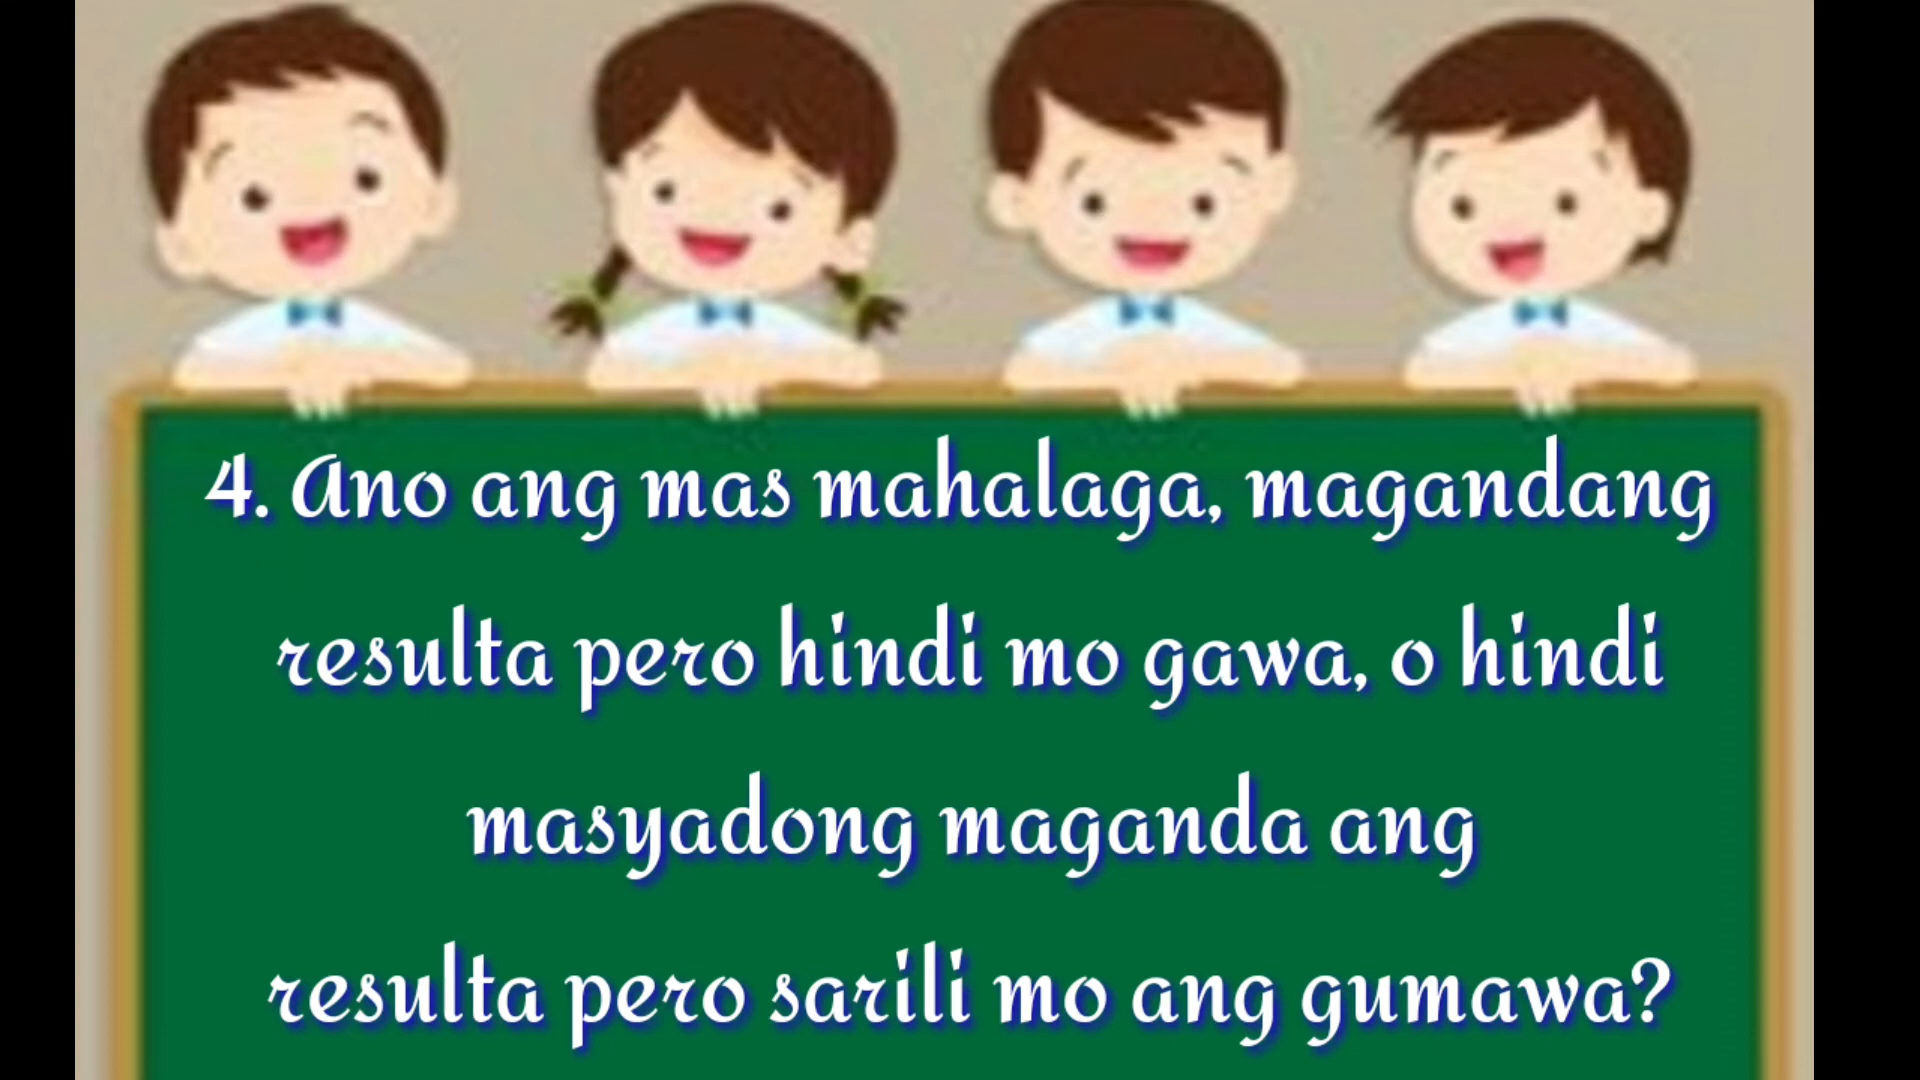 4. Ano ang mas mahalaga, magandang
resulta pero hindi mo gawa, o hindi
masyadong maganda ang
resulta pero sarili mo ang gumawa?